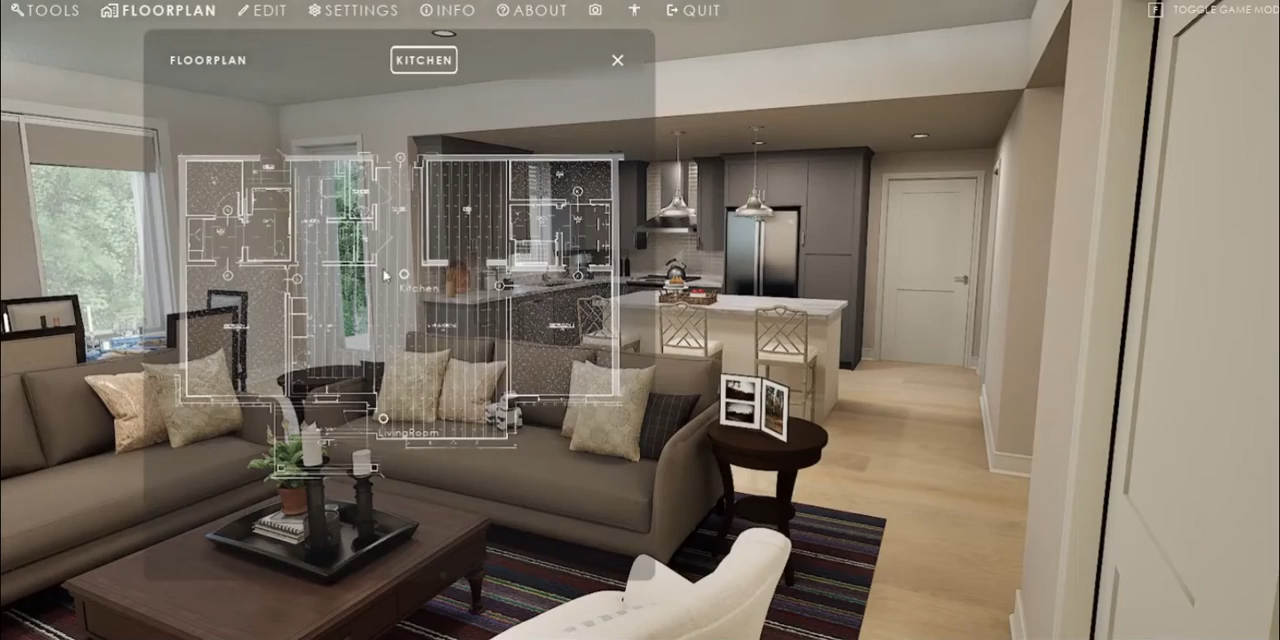 TOOLS FLOORPLAN EDIT SETTINGS INFO ABOUT QUIT F TOGGLE GAME MOD
FLOORPLAN KITCHEN
Kitchen
LivingRoom